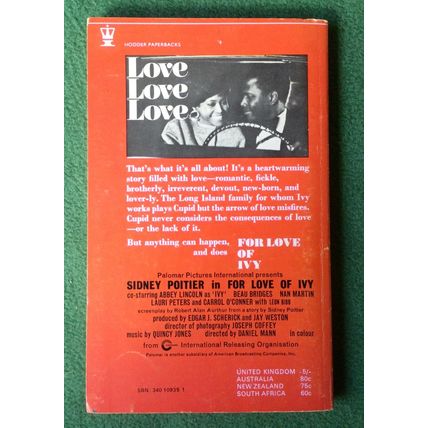 HODDER PAPERBACKS
Love
Love
Love
That's what it's all about! It's a heartwarming
story filled with love—romantic, fickle,
brotherly, irreverent, devout, new-born, and
lover-ly. The Long Island family for whom Ivy
works plays Cupid but the arrow of love misfires.
Cupid never considers the consequences of love
—or the lack of it.
But anything can happen,
and does
FOR LOVE
OF
IVY
Palomar Pictures International presents
SIDNEY POITIER in FOR LOVE OF IVY
co-starring ABBEY LINCOLN as 'IVY' BEAU BRIDGES NAN MARTIN
LAURI PETERS and CARROL O'CONNER with LEON BIBB
screenplay by Robert Alan Aurthur from a story by Sidney Poitier
produced by EDGAR J. SCHERICK and JAY WESTON
director of photography JOSEPH COFFEY
music by QUINCY JONES directed by DANIEL MANN in colour
from International Releasing Organisation
Palomar is another subsidiary of American Broadcasting Companies, Inc.
SBN: 340 10939 1
UNITED KINGDOM -5/-
AUSTRALIA 80c
NEW ZEALAND 75c
SOUTH AFRICA 60c